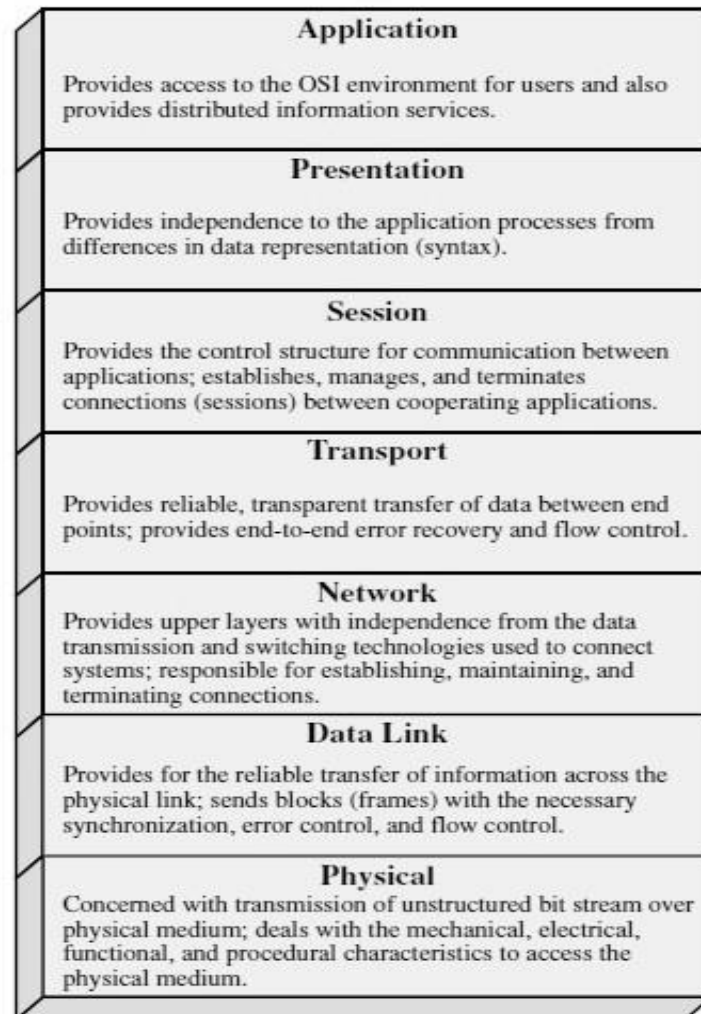 Application
Provides access to the OSI environment for users and also
provides distributed information services.
Presentation
Provides independence to the application processes from
differences in data representation (syntax).
Session
Provides the control structure for communication between
applications; establishes, manages, and terminates
connections (sessions) between cooperating applications.
Transport
Provides reliable, transparent transfer of data between end
points; provides end-to-end error recovery and flow control.
Network
Provides upper layers with independence from the data
transmission and switching technologies used to connect
systems; responsible for establishing, maintaining, and
terminating connections.
Data Link
Provides for the reliable transfer of information across the
physical link; sends blocks (frames) with the necessary
synchronization, error control, and flow control.
Physical
Concerned with transmission of unstructured bit stream over
physical medium; deals with the mechanical, electrical,
functional, and procedural characteristics to access the
physical medium.